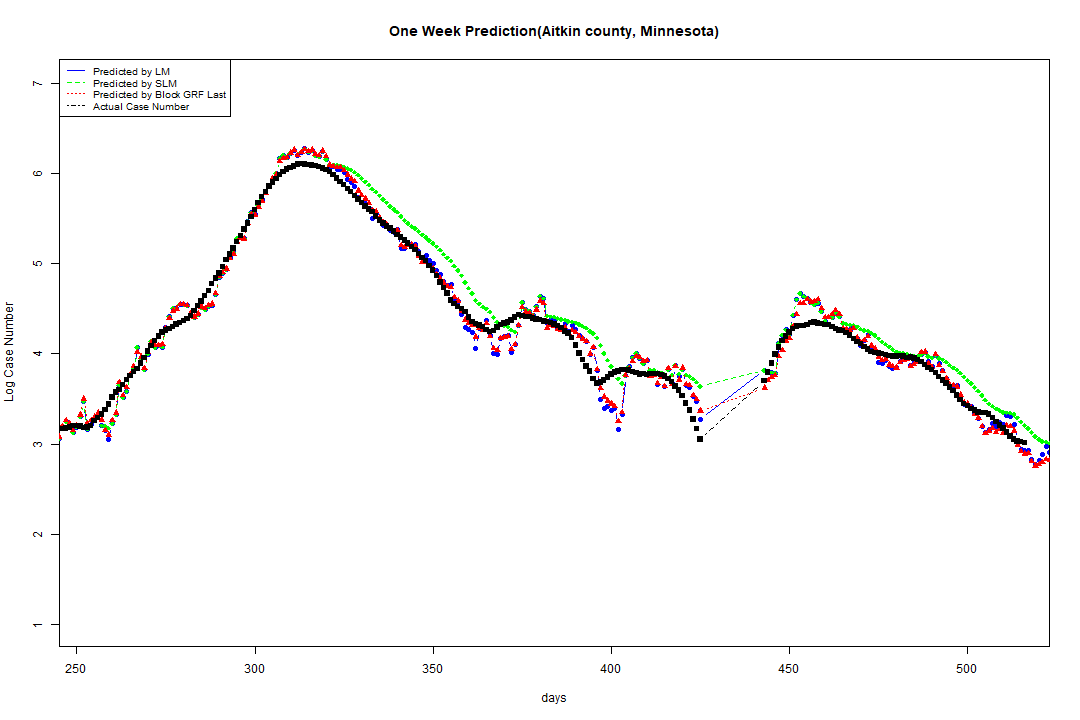 One Week Prediction(Aitkin county, Minnesota)
Predicted by LM
Predicted by SLM
Predicted by Block GRF Last
Actual Case Number
Log Case Number
7
6
5
4
3
2
1
250 300 350 400 450 500
days